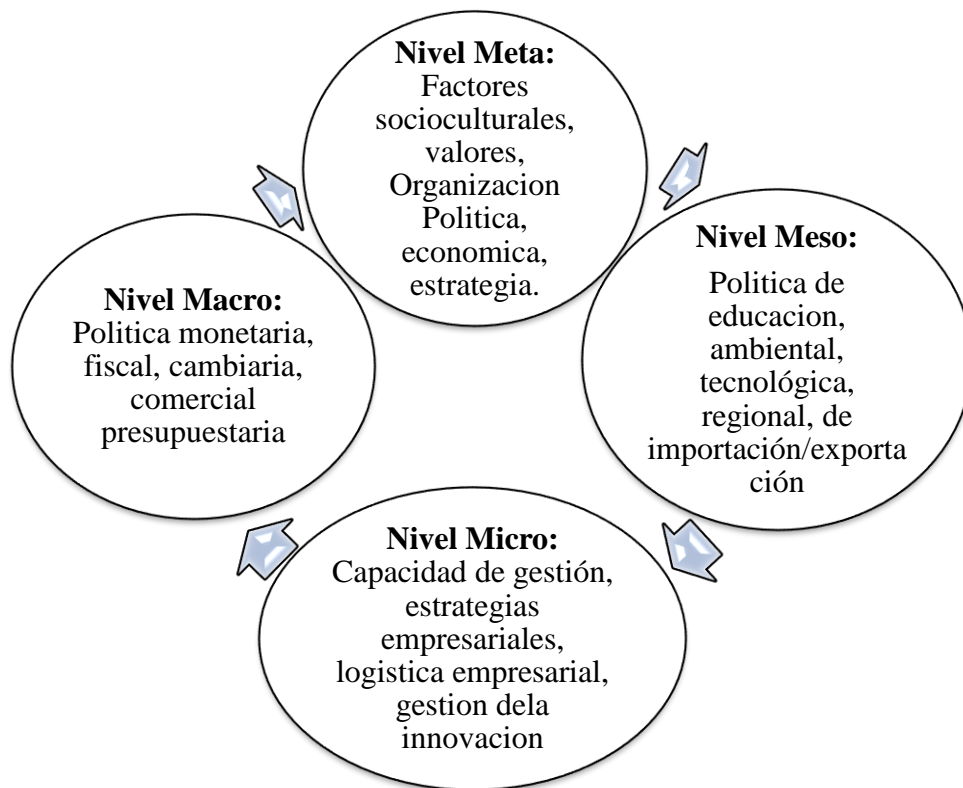 Nivel Meta:
Factores
socioculturales,
valores,
Organizacion
Politica,
economica,
estrategia.
Nivel Macro:
Politica monetaria,
fiscal, cambiaria,
comercial
presupuestaria
Nivel Meso:
Politica de
educacion,
ambiental,
tecnológica,
regional, de
importación/exporta
ción
Nivel Micro:
Capacidad de gestión,
estrategias
empresariales,
logistica empresarial,
gestion dela
innovacion